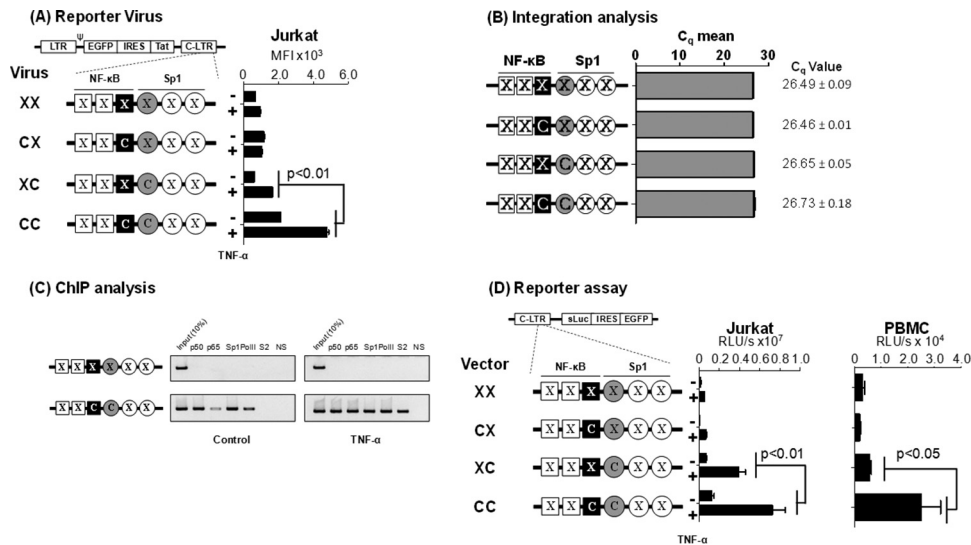 (A) Reporter Virus
LTR ψ EGFP IRES Tat C-LTR
Jurkat
MFI x10³
0 2.0 4.0 6.0
Virus
NF-κB Sp1
XX X X X X X X - +
CX X X C X X X - +
XC X X X C X X - +
CC X X C C X X - +
p<0.01
TNF-α
(B) Integration analysis
Cq mean
0 10 20 30
NF-κB Sp1
Cq Value
X X X X X X 26.49 ± 0.09
X X C X X X 26.46 ± 0.01
X X X C X X 26.65 ± 0.05
X X C C X X 26.73 ± 0.18
(C) ChIP analysis
Input(10%) p50 p65 Sp1 PolII S2 NS
Input(10%) p50 p65 Sp1 PolII S2 NS
X X X X X X
X X C C X X
Control TNF-α
(D) Reporter assay
C-LTR sLuc IRES EGFP
Jurkat
RLU/s x10⁷
0 0.2 0.4 0.6 0.8 1.0
PBMC
RLU/s x 10⁴
0 1.0 2.0 3.0 4.0
Vector
NF-κB Sp1
XX X X X X X X - +
CX X X C X X X - +
XC X X X C X X - +
CC X X C C X X - +
p<0.01
p<0.05
TNF-α